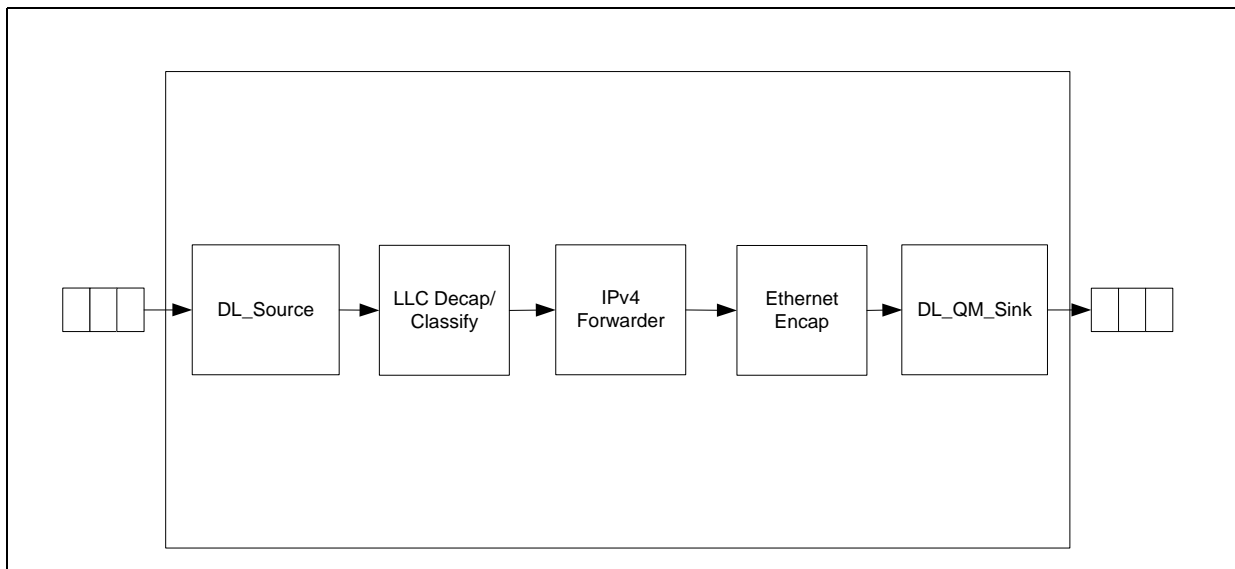 DL_Source
LLC Decap/
Classify
IPv4
Forwarder
Ethernet
Encap
DL_QM_Sink